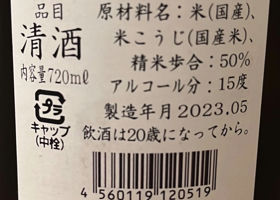 品目
清酒
内容量720mℓ
プラ
キャップ
(中栓)
原材料名：米(国産)、
米こうじ(国産米)、
精米歩合：50%
アルコール分：15度
製造年月 2023.05
飲酒は20歳になってから。
4 560119 120519